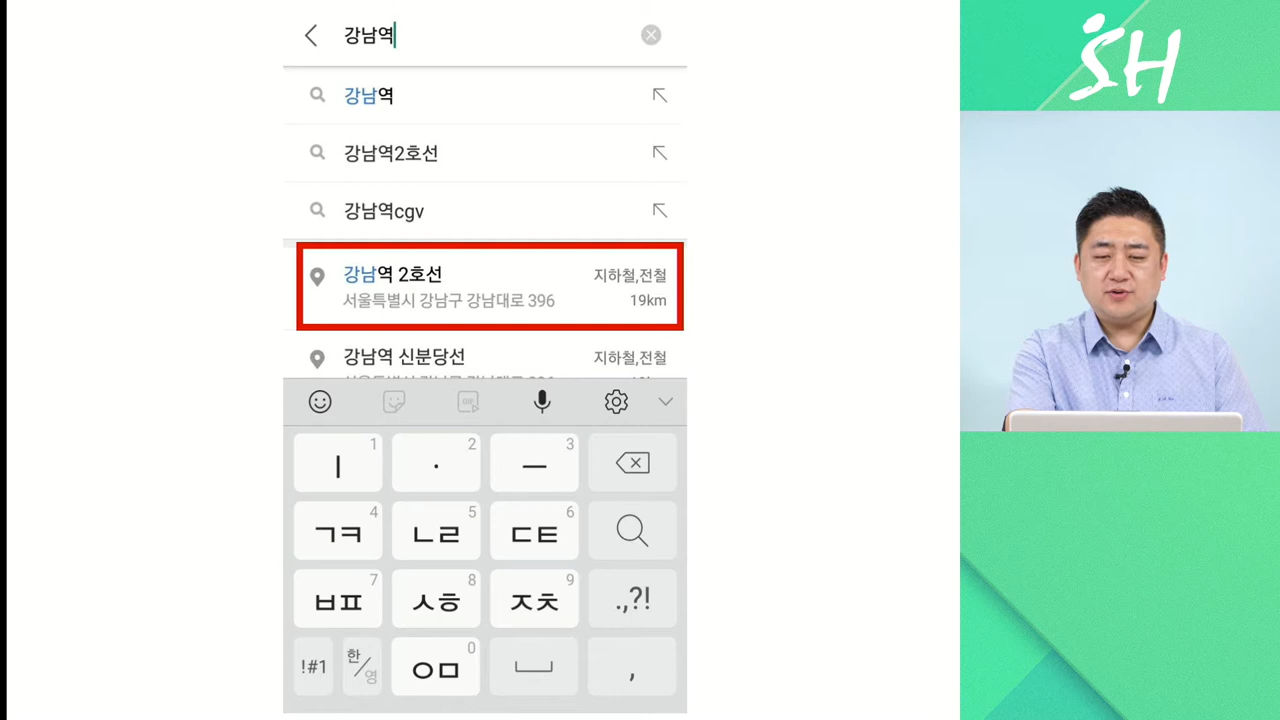 강남역
강남역
강남역2호선
강남역cgv
강남역 2호선 지하철,전철
서울특별시 강남구 강남대로 396 19km
강남역 신분당선 지하철,전철
ㅣ 1 · 2 ㅡ 3
ㄱㅋ 4 ㄴㄹ 5 ㄷㅌ 6
ㅂㅍ 7 ㅅㅎ 8 ㅈㅊ 9 .,?!
!#1 한/영 ㅇㅁ 0 ,
SH